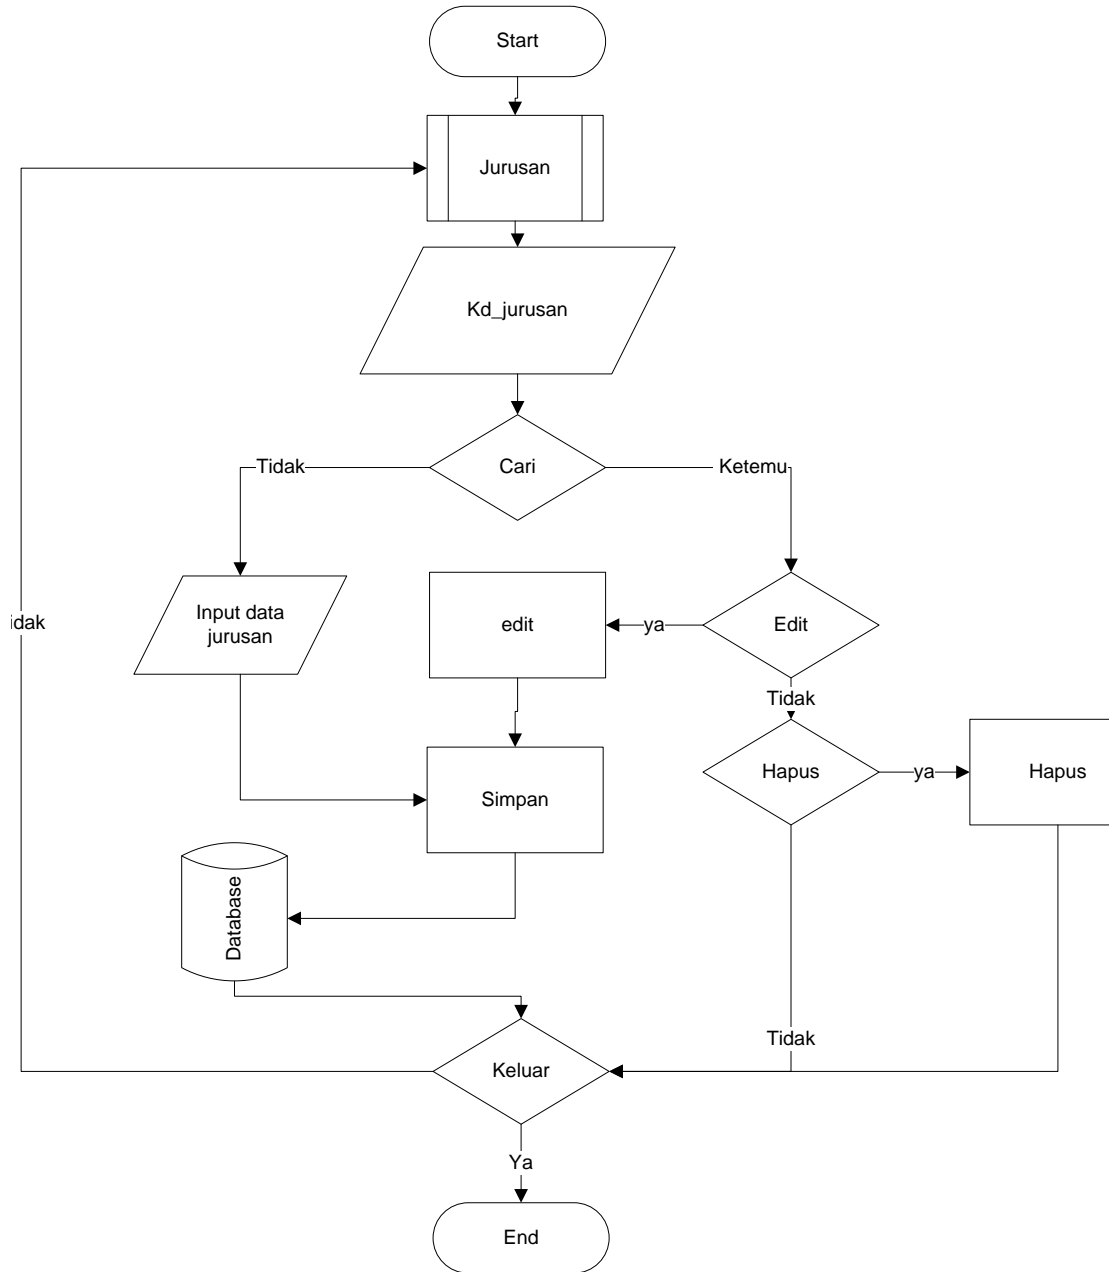 Start
Jurusan
Kd_jurusan
Cari
Tidak
Ketemu
Input data
jurusan
edit
ya
Edit
idak
Tidak
Simpan
Hapus
ya
Hapus
Database
Tidak
Keluar
Ya
End